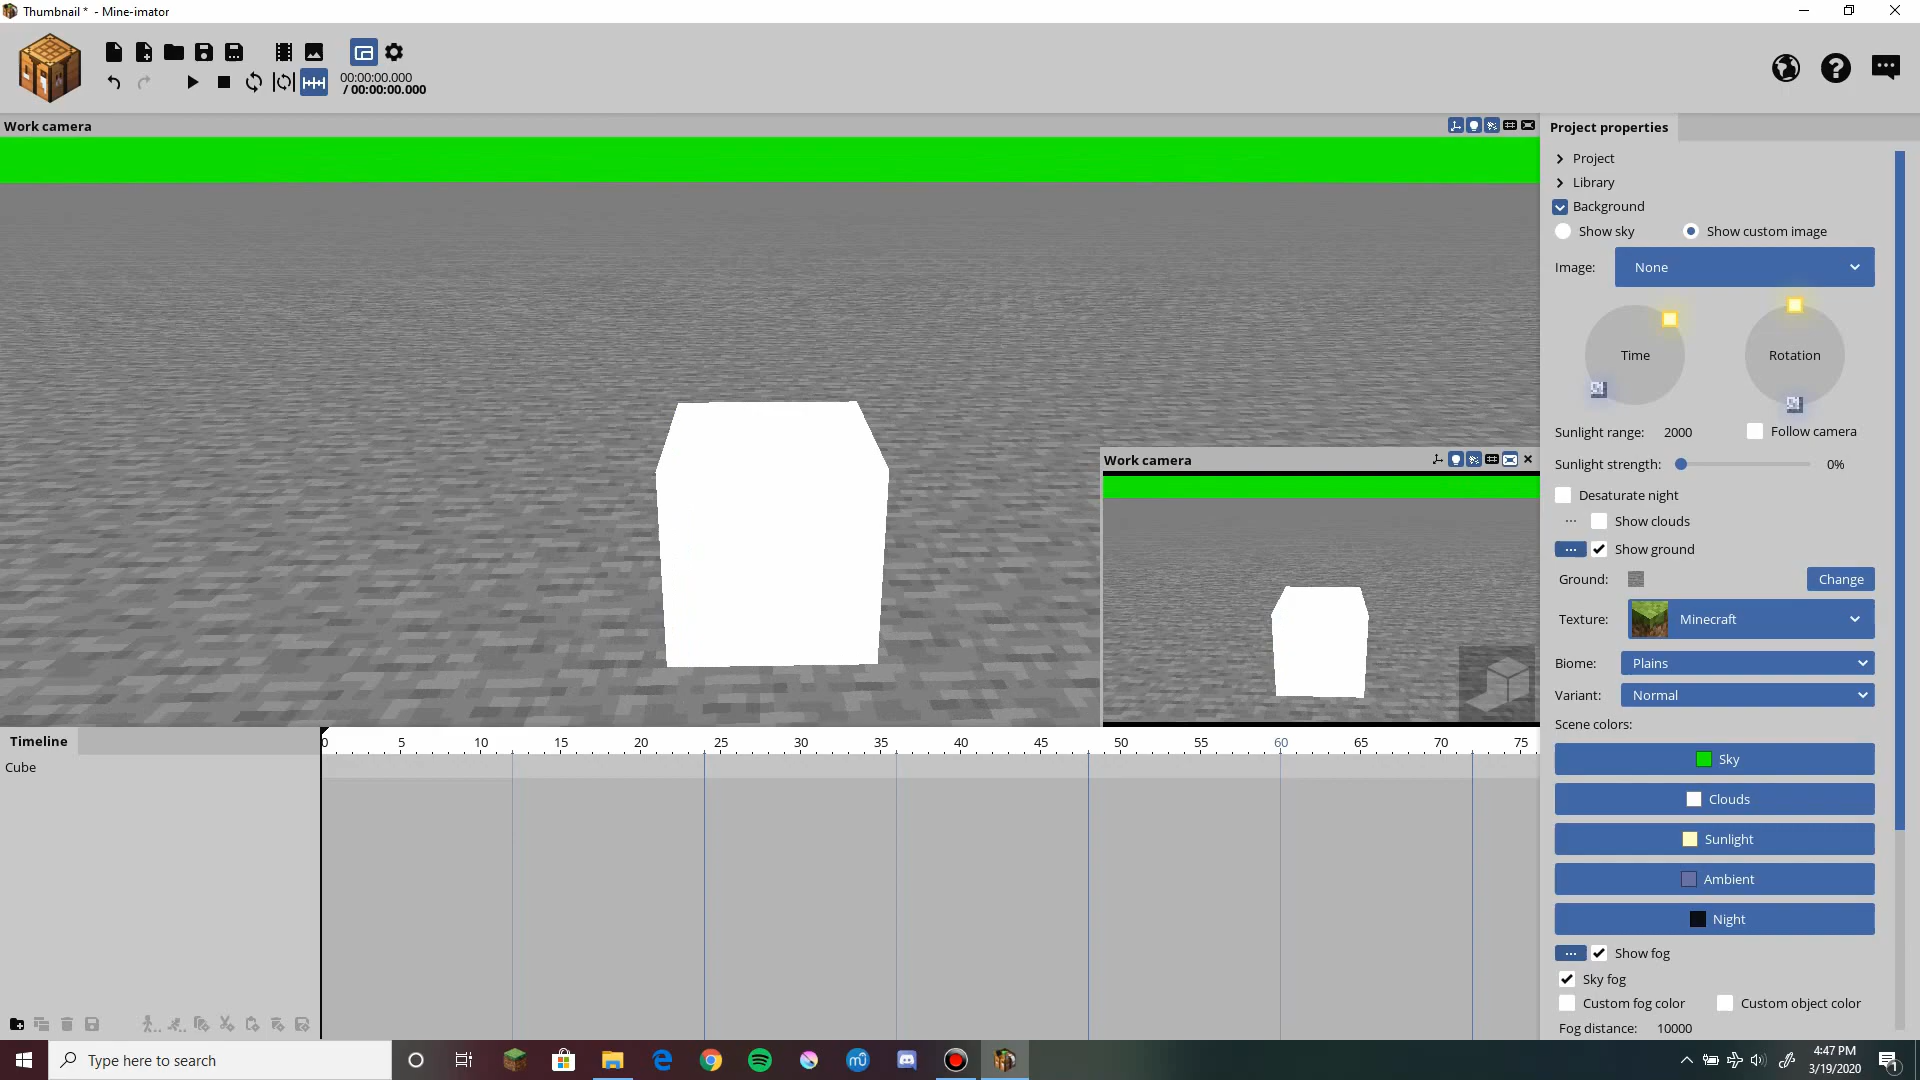 Thumbnail * - Mine-imator
00:00:00.000
/ 00:00:00.000
Work camera
Project properties
Project
Library
Background
Show sky
Show custom image
Image:
None
Time
Rotation
Sunlight range:
2000
Follow camera
Work camera
Sunlight strength:
0%
Desaturate night
Show clouds
Show ground
Ground:
Change
Texture:
Minecraft
Biome:
Plains
Variant:
Normal
Scene colors:
Timeline
0 5 10 15 20 25 30 35 40 45 50 55 60 65 70 75
Sky
Cube
Clouds
Sunlight
Ambient
Night
Show fog
Sky fog
Custom fog color
Custom object color
Fog distance:
10000
Type here to search
mü
4:47 PM
3/19/2020
1